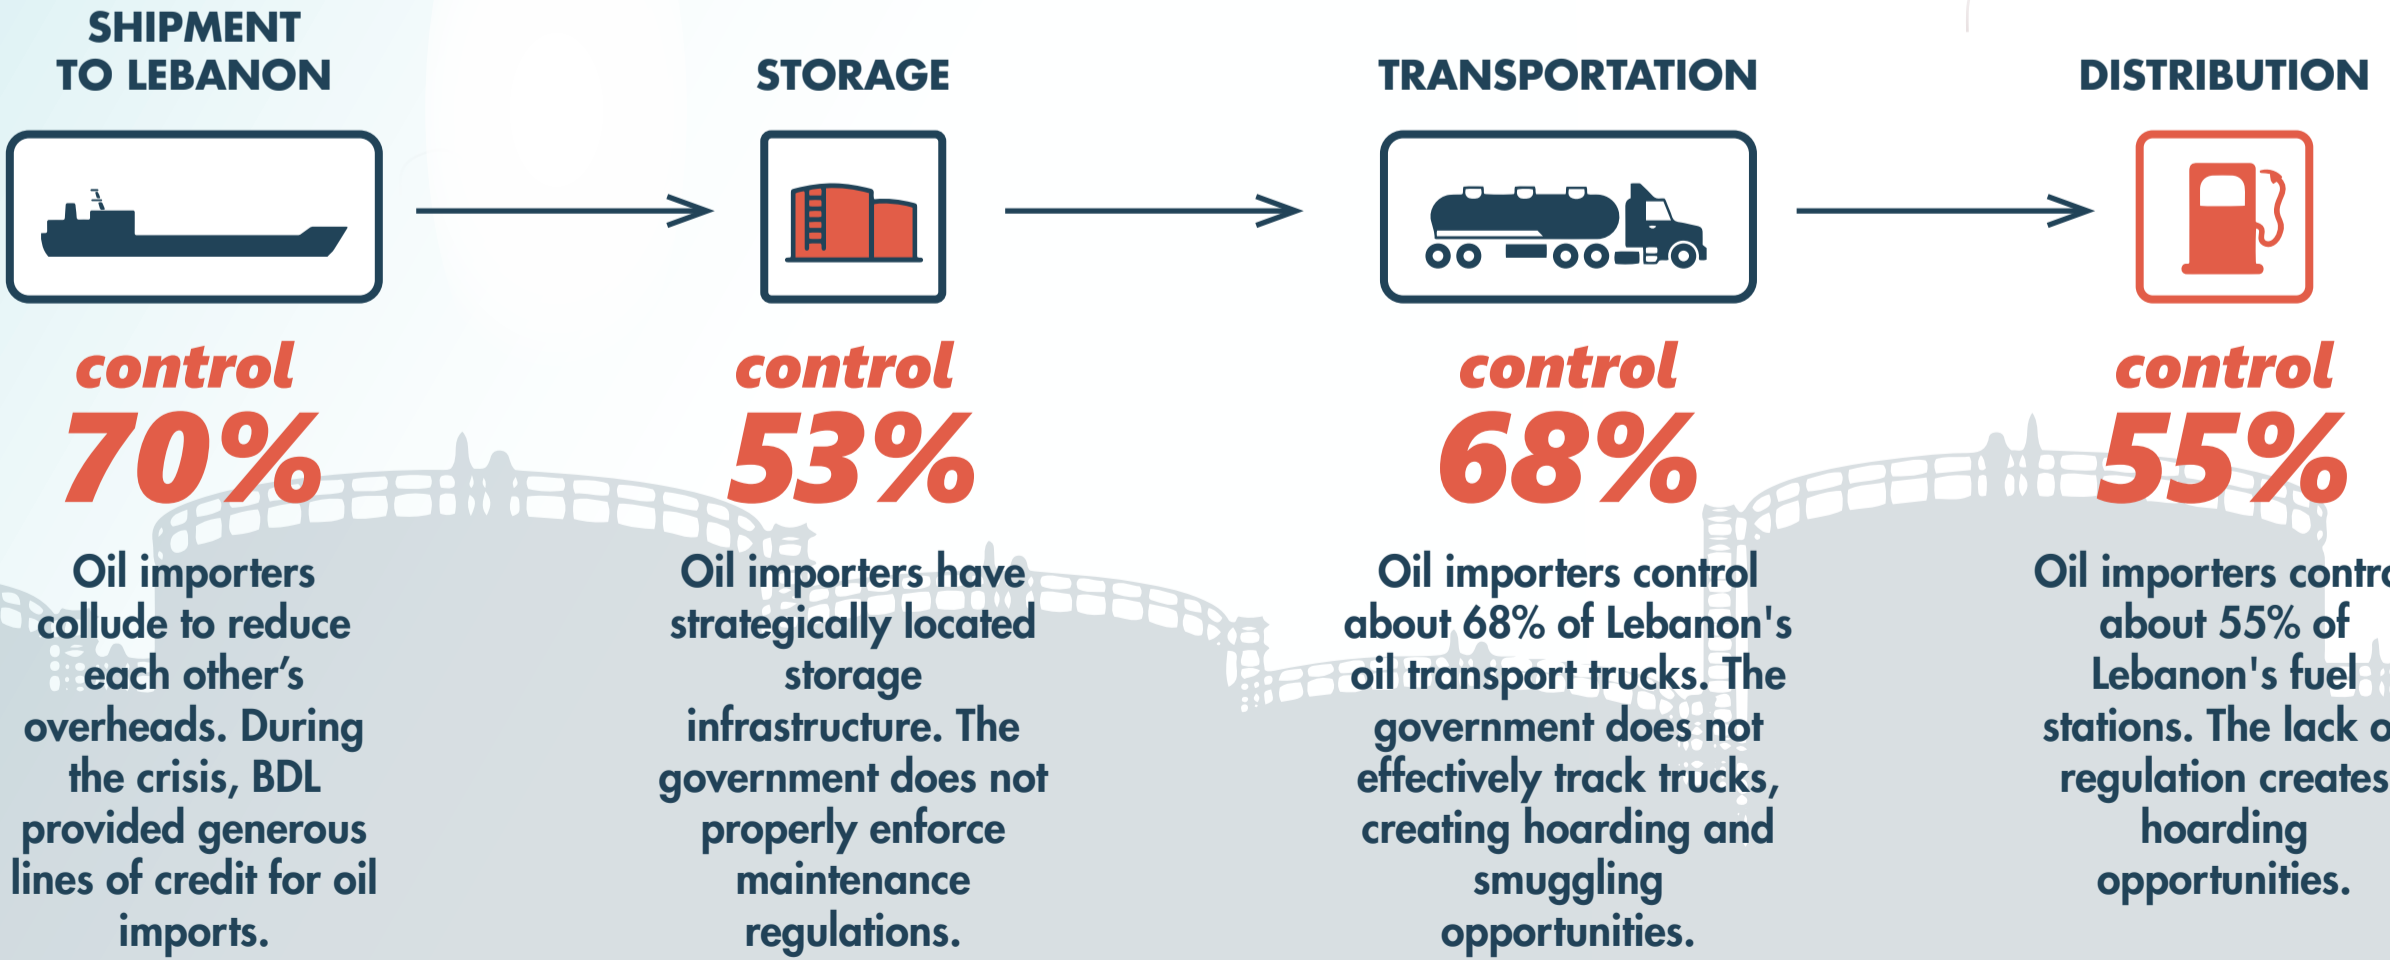 SHIPMENT
TO LEBANON
control
70%
Oil importers
collude to reduce
each other’s
overheads. During
the crisis, BDL
provided generous
lines of credit for oil
imports.
STORAGE
control
53%
Oil importers have
strategically located
storage
infrastructure. The
government does not
properly enforce
maintenance
regulations.
TRANSPORTATION
control
68%
Oil importers control
about 68% of Lebanon's
oil transport trucks. The
government does not
effectively track trucks,
creating hoarding and
smuggling
opportunities.
DISTRIBUTION
control
55%
Oil importers contro
about 55% of
Lebanon's fuel
stations. The lack o
regulation creates
hoarding
opportunities.